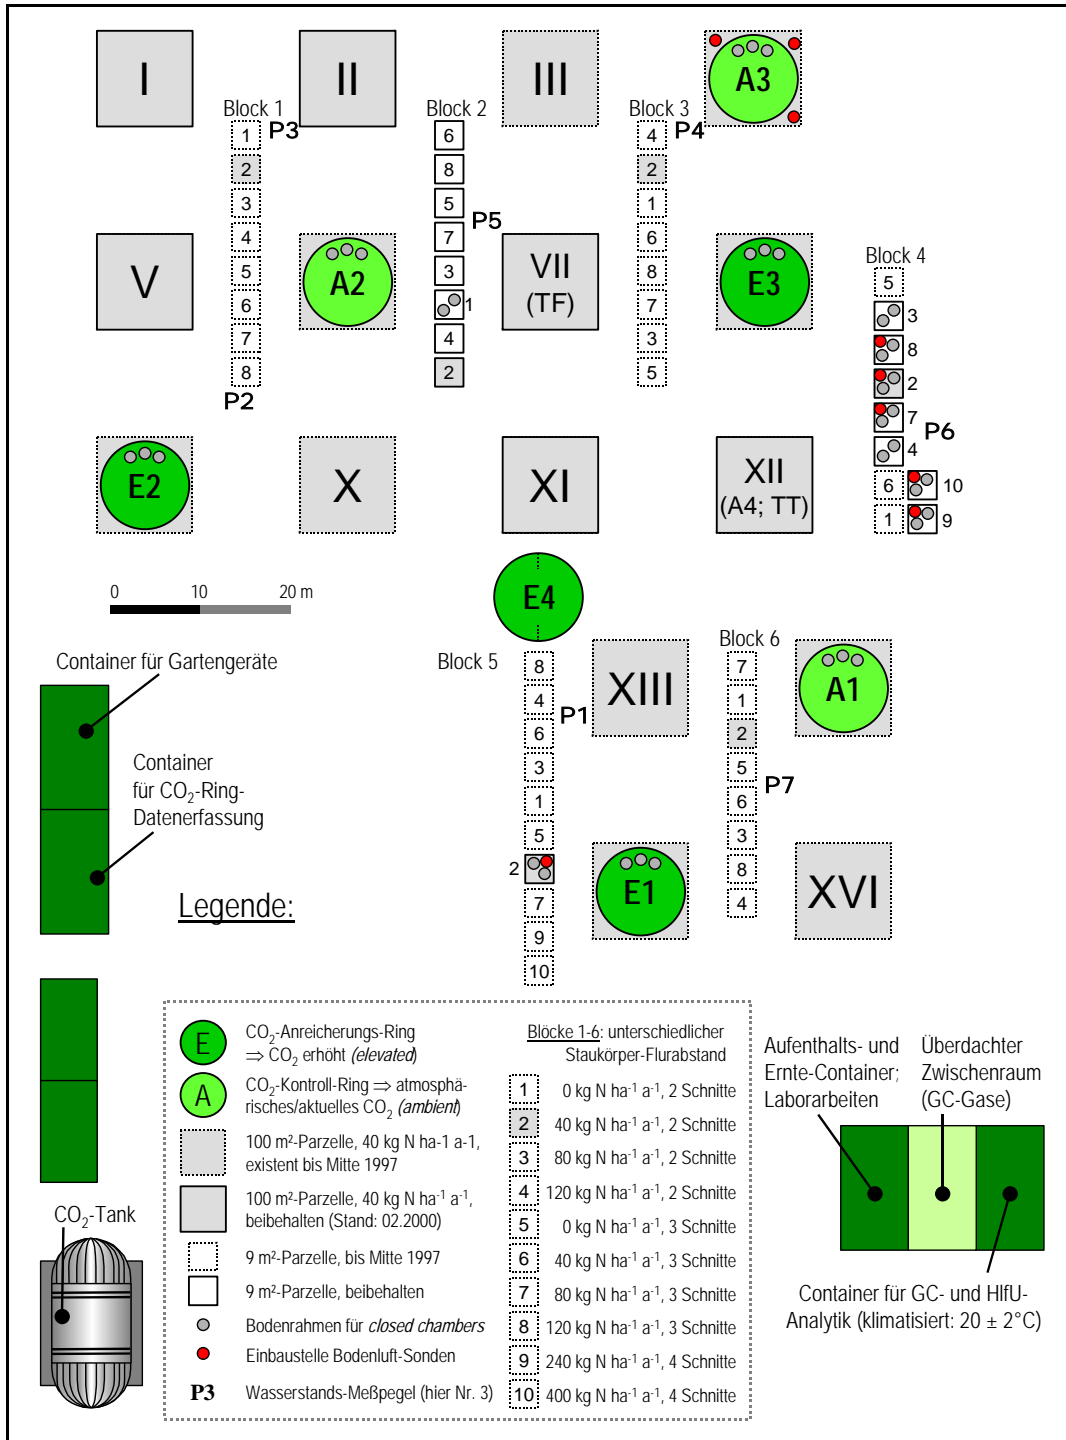 I
II
III
A3
Block 1
P3
Block 2
Block 3
P4
1
2
3
4
5
6
7
8
P2
6
8
5
7
3
1
4
2
P5
4
2
1
6
8
7
3
5
V
A2
VII
(TF)
E3
Block 4
5
3
8
2
7
4
P6
6
10
1
9
E2
X
XI
XII
(A4; TT)
0 10 20 m
E4
Block 5
8
4
6
3
1
5
2
7
9
10
P1
XIII
Block 6
7
1
2
5
6
3
8
4
P7
A1
E1
XVI
Container für Gartengeräte
Container
für CO₂-Ring-
Datenerfassung
Legende:
E CO₂-Anreicherungs-Ring
⇒ CO₂ erhöht (elevated)
A CO₂-Kontroll-Ring ⇒ atmosphä-
risches/aktuelles CO₂ (ambient)
100 m²-Parzelle, 40 kg N ha-1 a-1,
existent bis Mitte 1997
100 m²-Parzelle, 40 kg N ha⁻¹ a⁻¹,
beibehalten (Stand: 02.2000)
9 m²-Parzelle, bis Mitte 1997
9 m²-Parzelle, beibehalten
Bodenrahmen für closed chambers
Einbaustelle Bodenluft-Sonden
P3 Wasserstands-Meßpegel (hier Nr. 3)
Blöcke 1-6: unterschiedlicher
Staukörper-Flurabstand
1 0 kg N ha⁻¹ a⁻¹, 2 Schnitte
2 40 kg N ha⁻¹ a⁻¹, 2 Schnitte
3 80 kg N ha⁻¹ a⁻¹, 2 Schnitte
4 120 kg N ha⁻¹ a⁻¹, 2 Schnitte
5 0 kg N ha⁻¹ a⁻¹, 3 Schnitte
6 40 kg N ha⁻¹ a⁻¹, 3 Schnitte
7 80 kg N ha⁻¹ a⁻¹, 3 Schnitte
8 120 kg N ha⁻¹ a⁻¹, 3 Schnitte
9 240 kg N ha⁻¹ a⁻¹, 4 Schnitte
10 400 kg N ha⁻¹ a⁻¹, 4 Schnitte
CO₂-Tank
Aufenthalts- und
Ernte-Container;
Laborarbeiten
Überdachter
Zwischenraum
(GC-Gase)
Container für GC- und HIfU-
Analytik (klimatisiert: 20 ± 2°C)